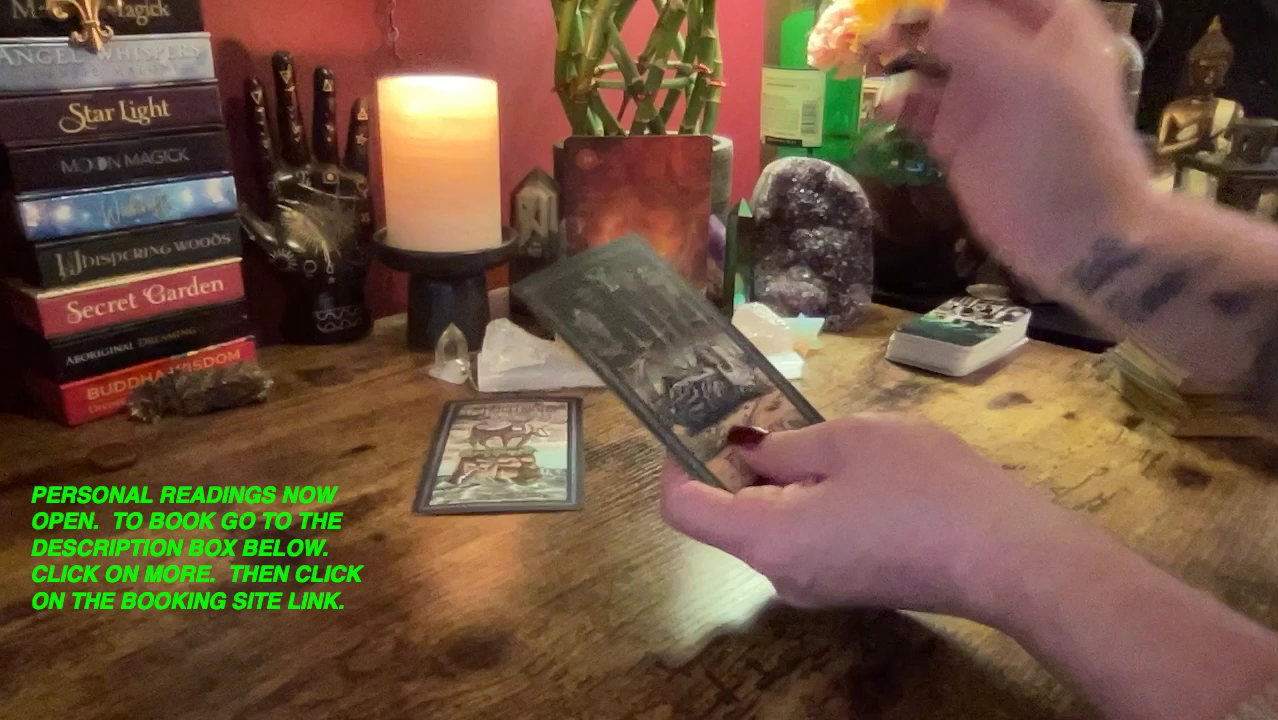 Magick
ANGEL WHISPERS
Star Light
MOON MAGICK
WHISPERING WOODS
Secret Garden
ABORIGINAL DREAMING
BUDDHA WISDOM
PERSONAL READINGS NOW
OPEN. TO BOOK GO TO THE
DESCRIPTION BOX BELOW.
CLICK ON MORE. THEN CLICK
ON THE BOOKING SITE LINK.